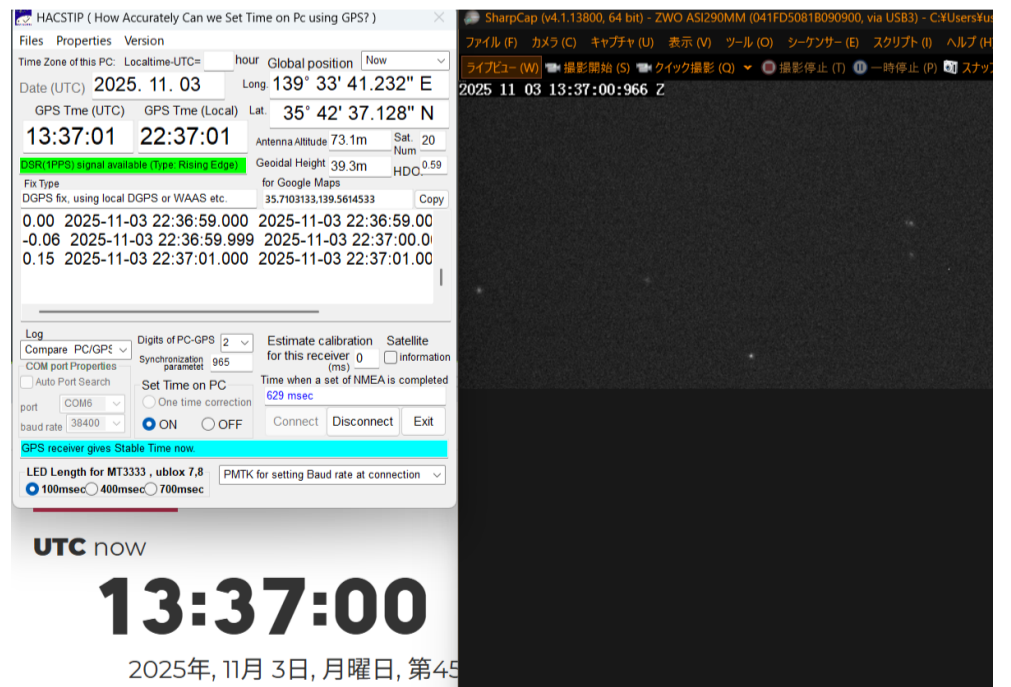 HACSTIP ( How Accurately Can we Set Time on Pc using GPS? )
Files Properties Version
Time Zone of this PC: Localtime-UTC= hour
Global position Now
Date (UTC) 2025. 11. 03
Long. 139° 33' 41.232" E
GPS Tme (UTC) GPS Tme (Local)
Lat. 35° 42' 37.128" N
13:37:01 22:37:01
Antenna Altitude 73.1m Sat. Num 20
DSR(1PPS) signal available (Type: Rising Edge)
Geoidal Height 39.3m HDO. 0.59
Fix Type
for Google Maps
DGPS fix, using local DGPS or WAAS etc.
35.7103133,139.5614533 Copy
0.00 2025-11-03 22:36:59.000 2025-11-03 22:36:59.00
-0.06 2025-11-03 22:36:59.999 2025-11-03 22:37:00.0
0.15 2025-11-03 22:37:01.000 2025-11-03 22:37:01.00
Log
Compare PC/GPS
Digits of PC-GPS 2
Synchronization parametet 965
Estimate calibration for this receiver (ms) 0
Satellite information
COM port Properties
Auto Port Search
port COM6
baud rate 38400
Set Time on PC
One time correction
ON OFF
Time when a set of NMEA is completed
629 msec
Connect Disconnect Exit
GPS receiver gives Stable Time now.
LED Length for MT3333 , ublox 7,8
100msec 400msec 700msec
PMTK for setting Baud rate at connection
UTC now
13:37:00
2025年, 11月 3日, 月曜日, 第45
SharpCap (v4.1.13800, 64 bit) - ZWO ASI290MM (041FD5081B090900, via USB3) - C:¥Users¥us
ファイル (F) カメラ (C) キャプチャ (U) 表示 (V) ツール (O) シーケンサー (E) スクリプト (I) ヘルプ (H
ライブビュー (W) 撮影開始 (S) クイック撮影 (Q) 撮影停止 (T) 一時停止 (P) スナッ
2025 11 03 13:37:00:966 Z